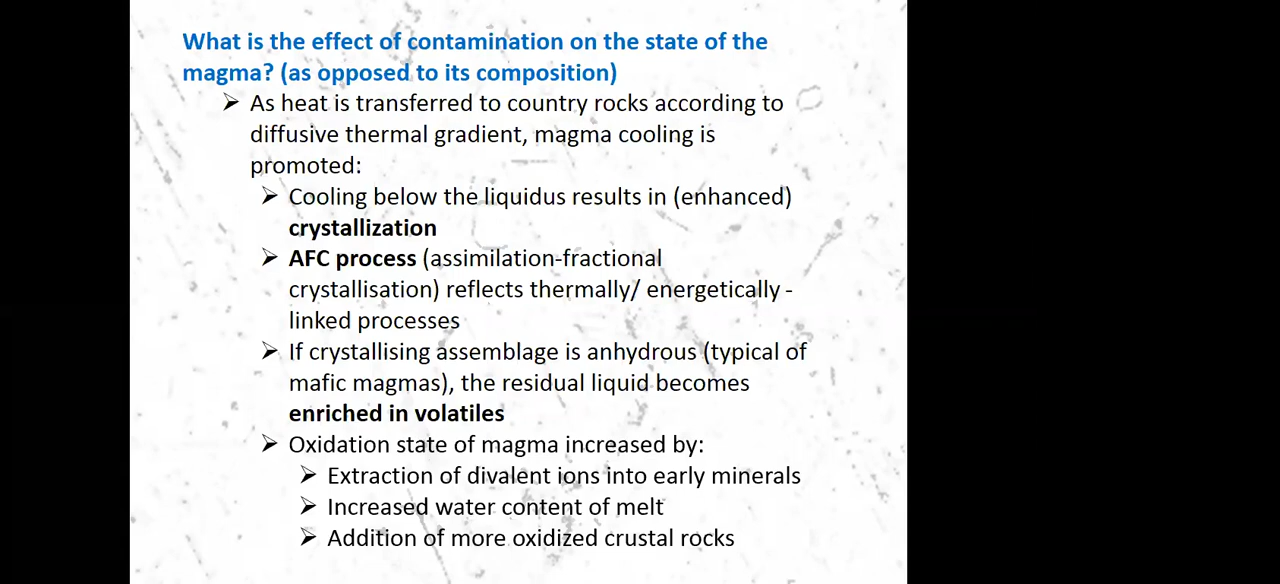 What is the effect of contamination on the state of the
magma? (as opposed to its composition)
➢ As heat is transferred to country rocks according to
diffusive thermal gradient, magma cooling is
promoted:
➢ Cooling below the liquidus results in (enhanced)
crystallization
➢ AFC process (assimilation-fractional
crystallisation) reflects thermally/ energetically -
linked processes
➢ If crystallising assemblage is anhydrous (typical of
mafic magmas), the residual liquid becomes
enriched in volatiles
➢ Oxidation state of magma increased by:
➢ Extraction of divalent ions into early minerals
➢ Increased water content of melt
➢ Addition of more oxidized crustal rocks